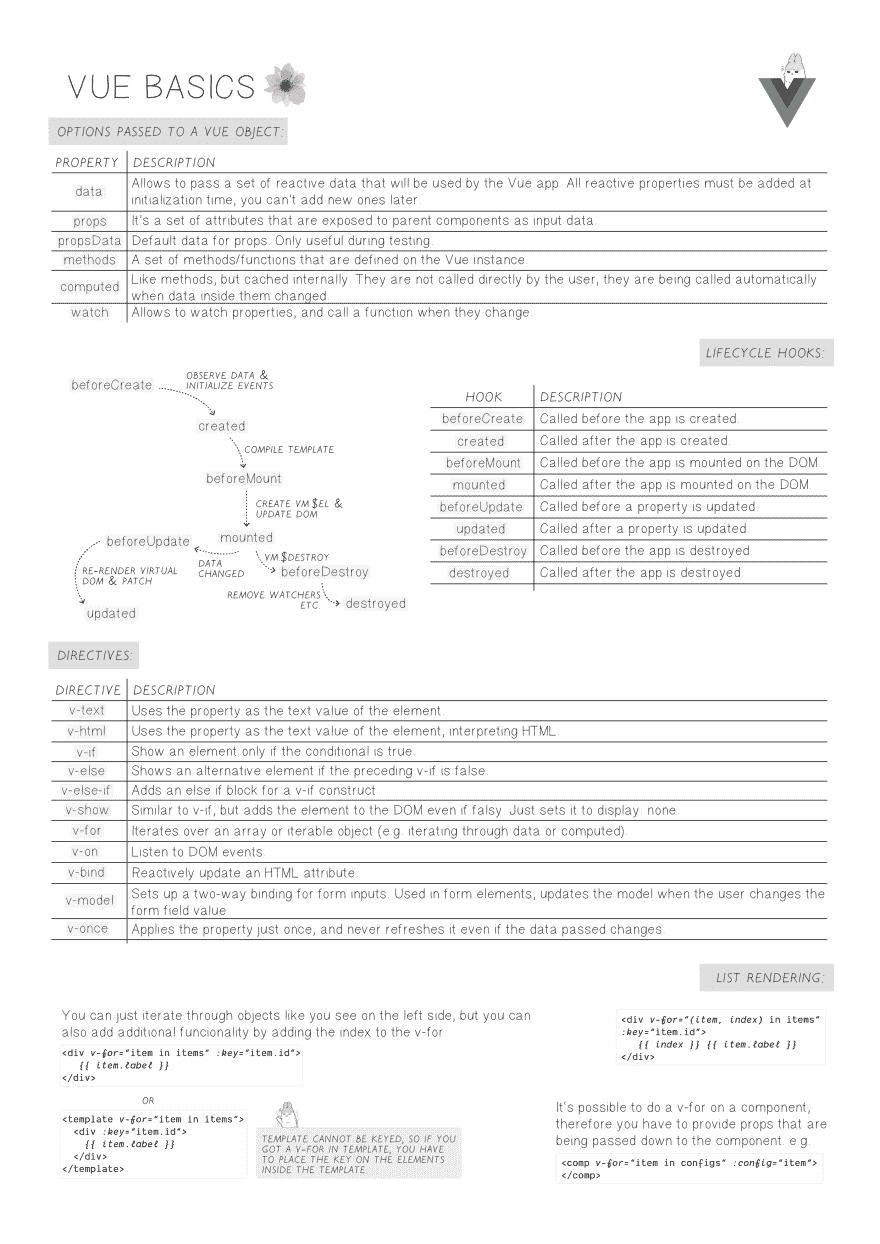 VUE BASICS
OPTIONS PASSED TO A VUE OBJECT:
PROPERTY DESCRIPTION
data Allows to pass a set of reactive data that will be used by the Vue app. All reactive properties must be added at
initialization time, you can't add new ones later.
props It's a set of attributes that are exposed to parent components as input data.
propsData Default data for props. Only useful during testing.
methods A set of methods/functions that are defined on the Vue instance.
computed Like methods, but cached internally. They are not called directly by the user, they are being called automatically
when data inside them changed.
watch Allows to watch properties, and call a function when they change.
LIFECYCLE HOOKS:
beforeCreate
OBSERVE DATA &
INITIALIZE EVENTS
created
COMPILE TEMPLATE
beforeMount
CREATE VM.$EL &
UPDATE DOM
mounted
beforeUpdate
DATA
CHANGED
RE-RENDER VIRTUAL
DOM & PATCH
updated
VM.$DESTROY
beforeDestroy
REMOVE WATCHERS
ETC.
destroyed
HOOK DESCRIPTION
beforeCreate Called before the app is created.
created Called after the app is created.
beforeMount Called before the app is mounted on the DOM.
mounted Called after the app is mounted on the DOM.
beforeUpdate Called before a property is updated.
updated Called after a property is updated.
beforeDestroy Called before the app is destroyed.
destroyed Called after the app is destroyed.
DIRECTIVES:
DIRECTIVE DESCRIPTION
v-text Uses the property as the text value of the element.
v-html Uses the property as the text value of the element, interpreting HTML.
v-if Show an element only if the conditional is true.
v-else Shows an alternative element if the preceding v-if is false.
v-else-if Adds an else if block for a v-if construct.
v-show Similar to v-if, but adds the element to the DOM even if falsy. Just sets it to display: none.
v-for Iterates over an array or iterable object (e.g. iterating through data or computed).
v-on Listen to DOM events
v-bind Reactively update an HTML attribute.
v-model Sets up a two-way binding for form inputs. Used in form elements, updates the model when the user changes the
form field value.
v-once Applies the property just once, and never refreshes it even if the data passed changes.
LIST RENDERING:
You can just iterate through objects like you see on the left side, but you can
also add additional funcionality by adding the index to the v-for.
<div v-for="item in items" :key="item.id">
{{ item.label }}
</div>
OR
<template v-for="item in items">
<div :key="item.id">
{{ item.label }}
</div>
</template>
TEMPLATE CANNOT BE KEYED, SO IF YOU
GOT A V-FOR IN TEMPLATE, YOU HAVE
TO PLACE THE KEY ON THE ELEMENTS
INSIDE THE TEMPLATE.
<div v-for="(item, index) in items"
:key="item.id">
{{ index }} {{ item.label }}
</div>
It's possible to do a v-for on a component,
therefore you have to provide props that are
being passed down to the component. e.g.
<comp v-for="item in configs" :config="item">
</comp>